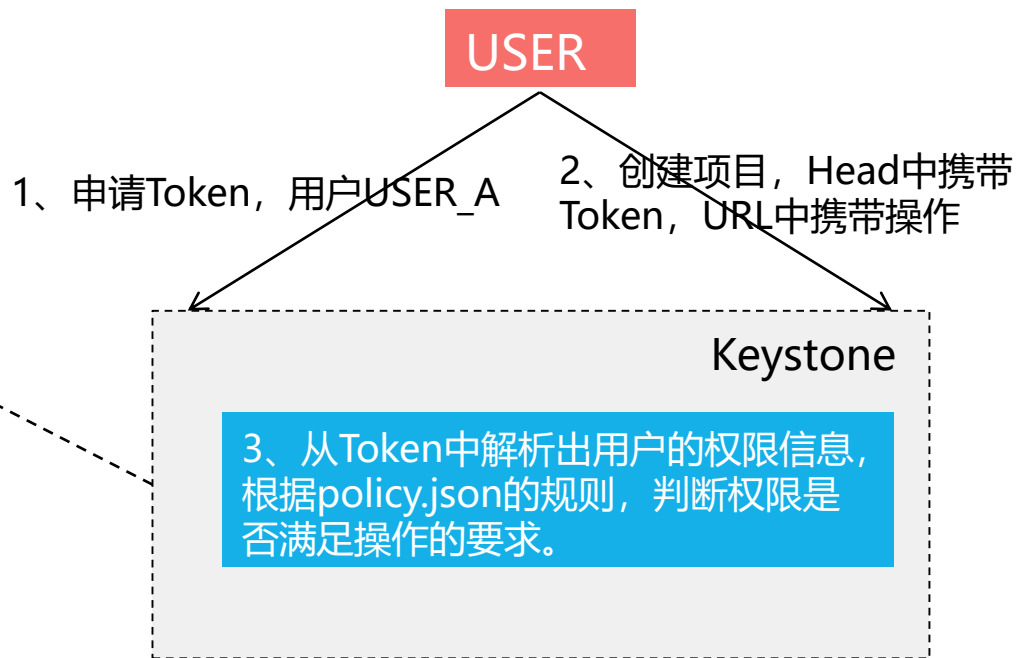 USER
1、申请Token，用户USER_A
2、创建项目，Head中携带
Token，URL中携带操作
Keystone
3、从Token中解析出用户的权限信息，
根据policy.json的规则，判断权限是
否满足操作的要求。